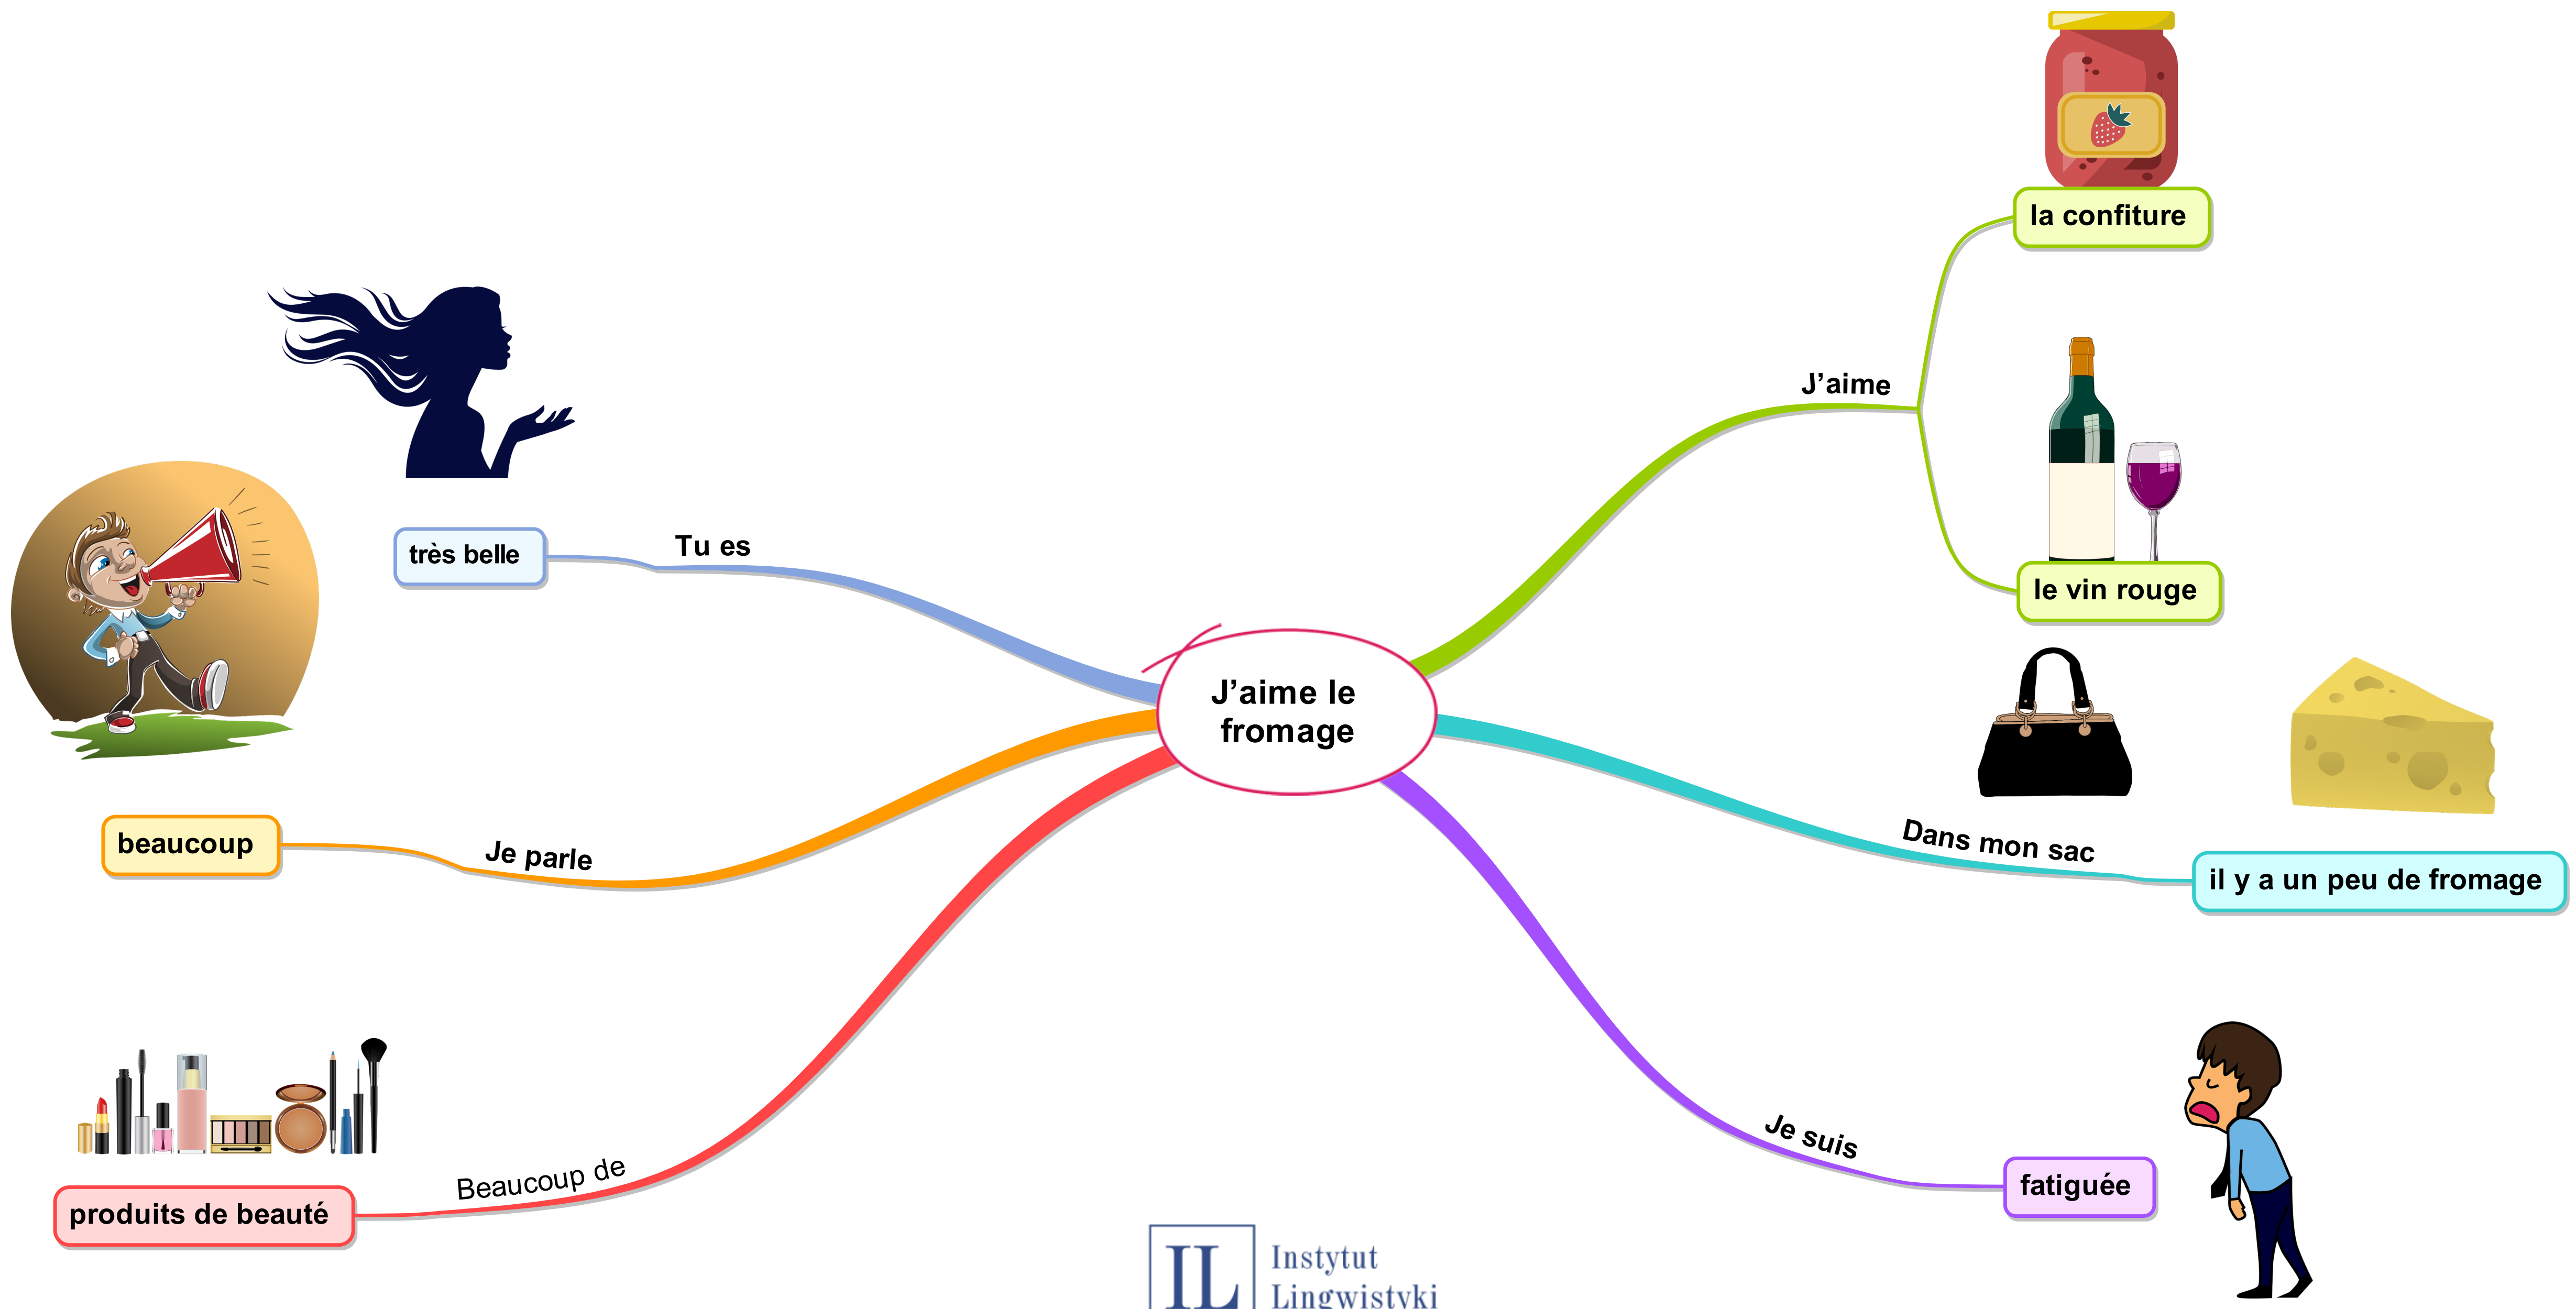 J’aime le
fromage
J’aime
la confiture
le vin rouge
Dans mon sac
il y a un peu de fromage
Je suis
fatiguée
Tu es
très belle
Je parle
beaucoup
Beaucoup de
produits de beauté
IL
Instytut
Lingwistyki